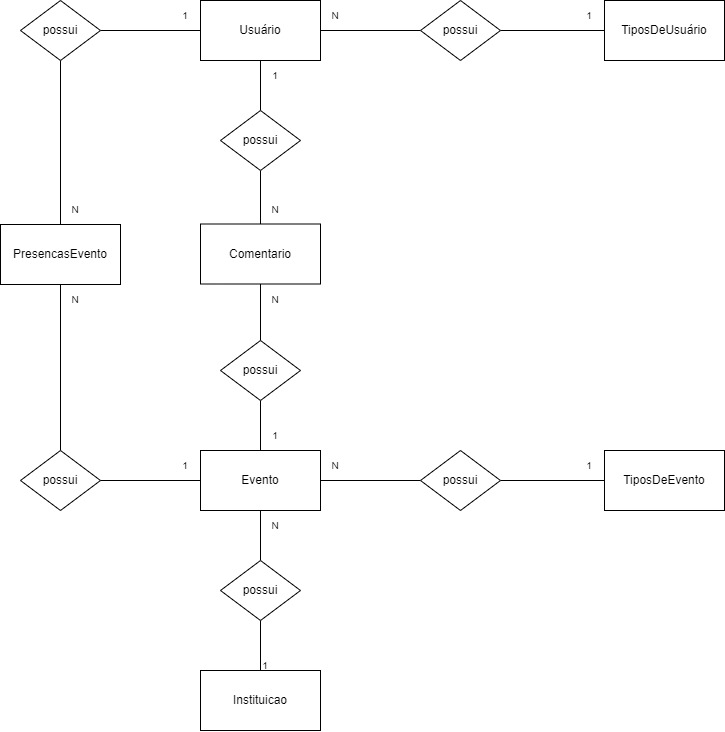 possui
1
Usuário
N
possui
1
TiposDeUsuário
1
possui
N
N
PresencasEvento
Comentario
N
N
possui
1
possui
1
Evento
N
possui
1
TiposDeEvento
N
possui
1
Instituicao